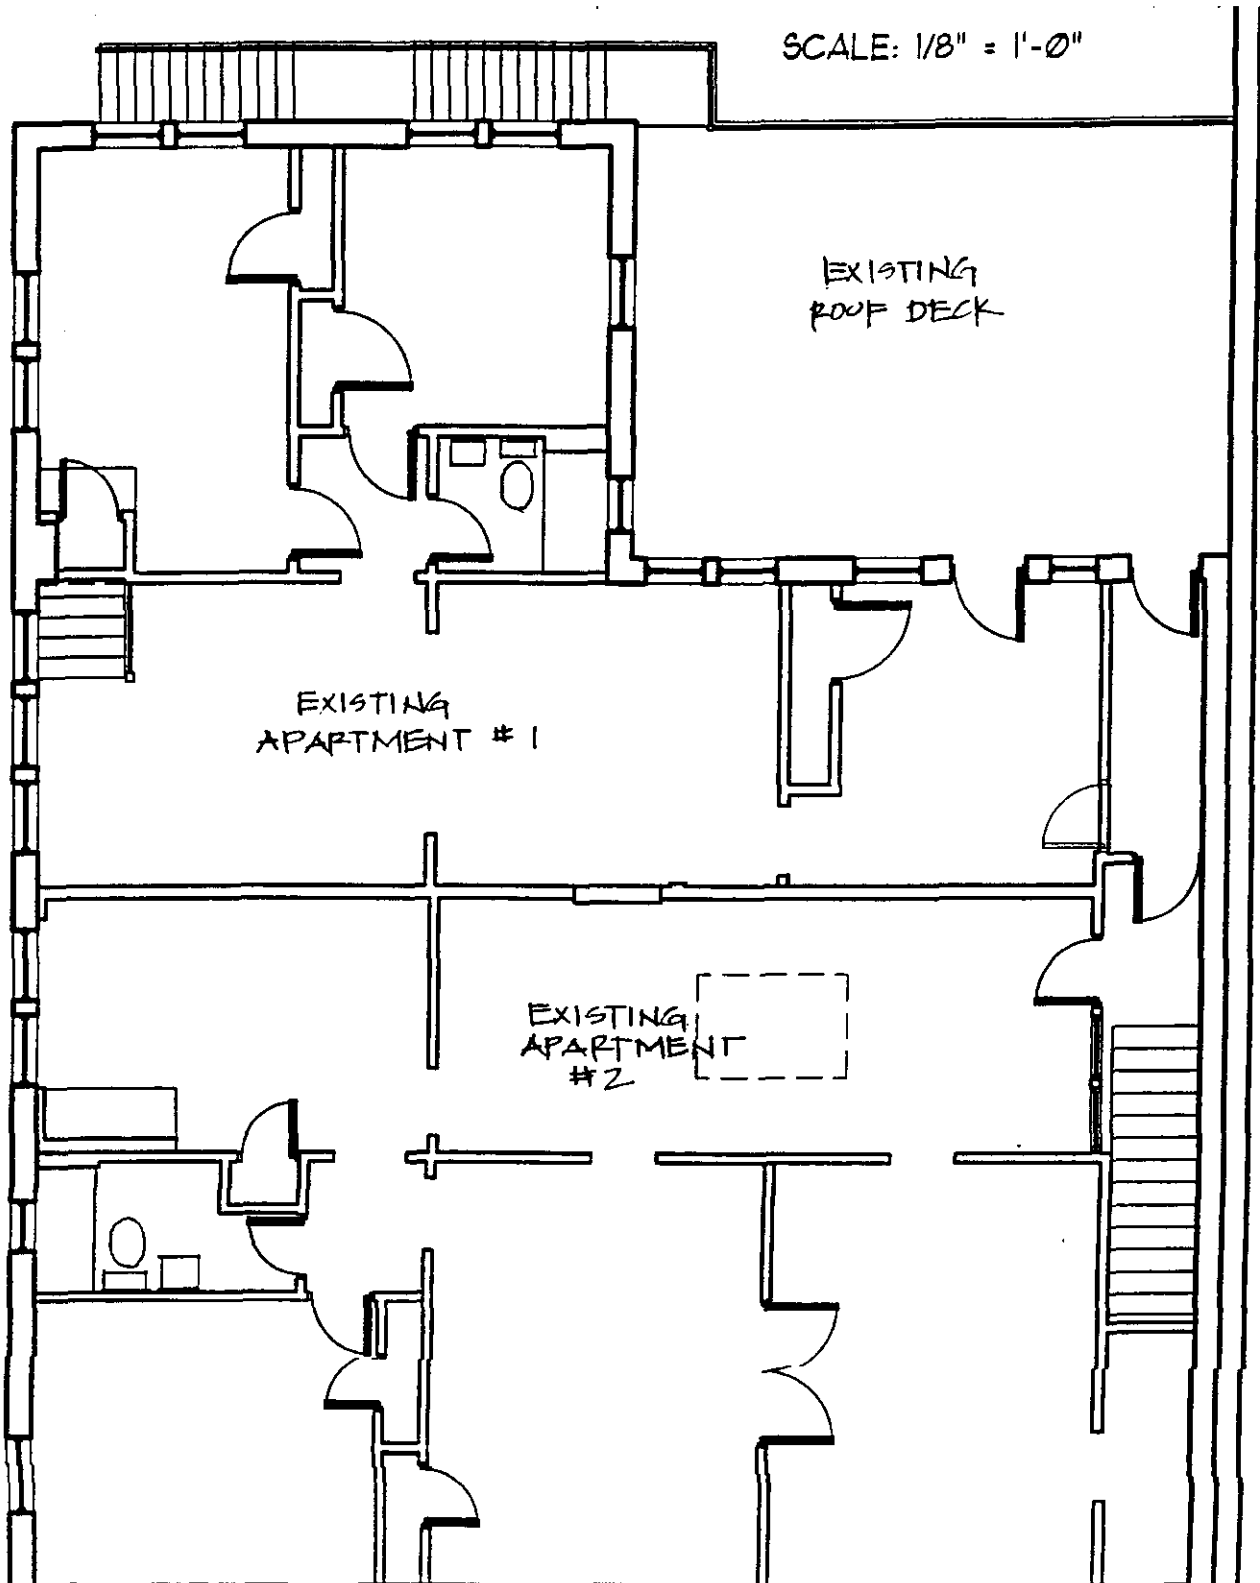 SCALE: 1/8" = 1'-0"
EXISTING
ROOF DECK
EXISTING
APARTMENT # 1
EXISTING
APARTMENT
#2